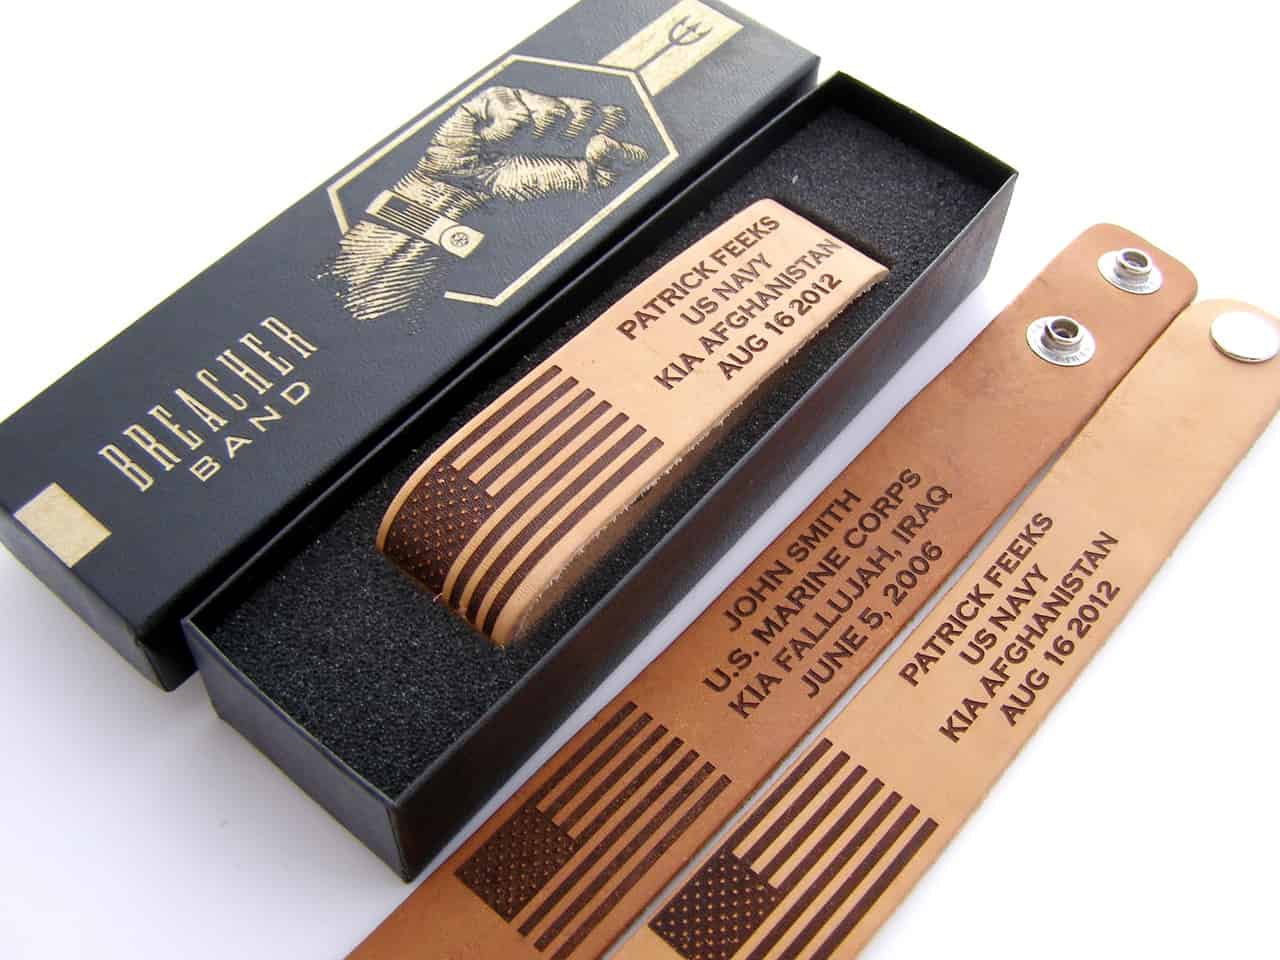 BREACHER
BAND
PATRICK FEEKS
US NAVY
KIA AFGHANISTAN
AUG 16 2012
JOHN SMITH
U.S. MARINE CORPS
KIA FALLUJAH, IRAQ
JUNE 5, 2006
PATRICK FEEKS
US NAVY
KIA AFGHANISTAN
AUG 16 2012